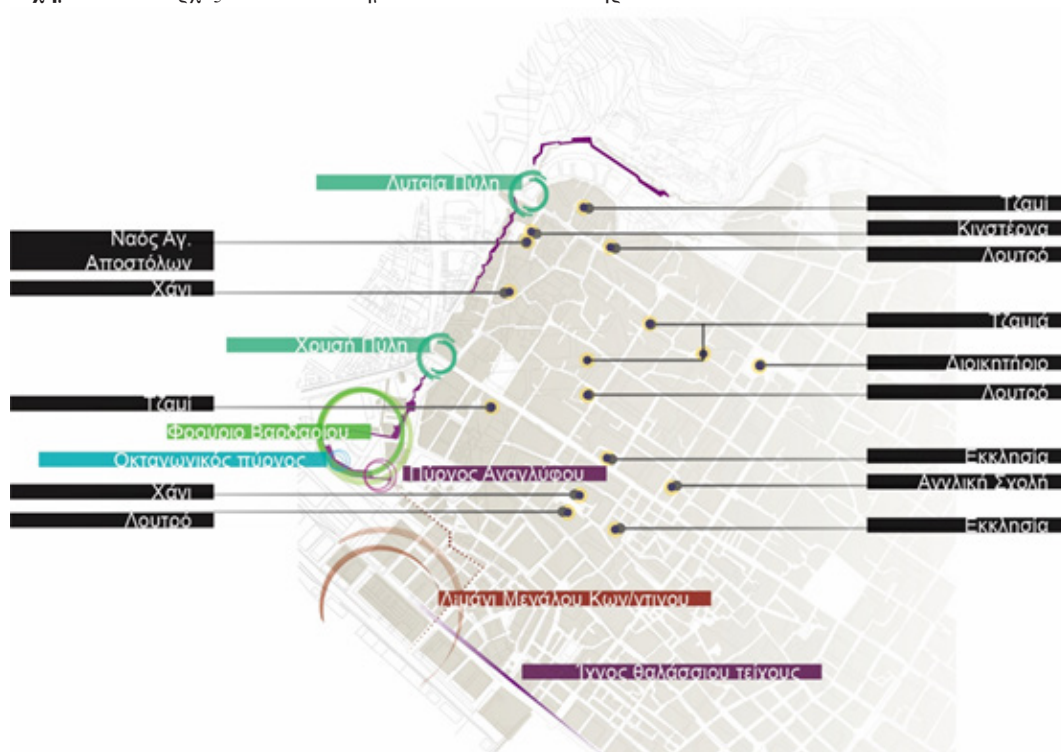 Ληταία Πύλη
Ναός Αγ.
Αποστόλων
Χάνι
Χρυσή Πύλη
Τζαμί
Φρούριο Βαρδαρίου
Οκταγωνικός πύργος
Πύργος Αναγλύφου
Χάνι
Λουτρό
Λιμάνι Μεγάλου Κων/ντινου
Ίχνος θαλάσσιου τείχους
Τζαμί
Κινστέρνα
Λουτρό
Τζαμιά
Διοικητήριο
Λουτρό
Εκκλησία
Αγγλική Σχολή
Εκκλησία